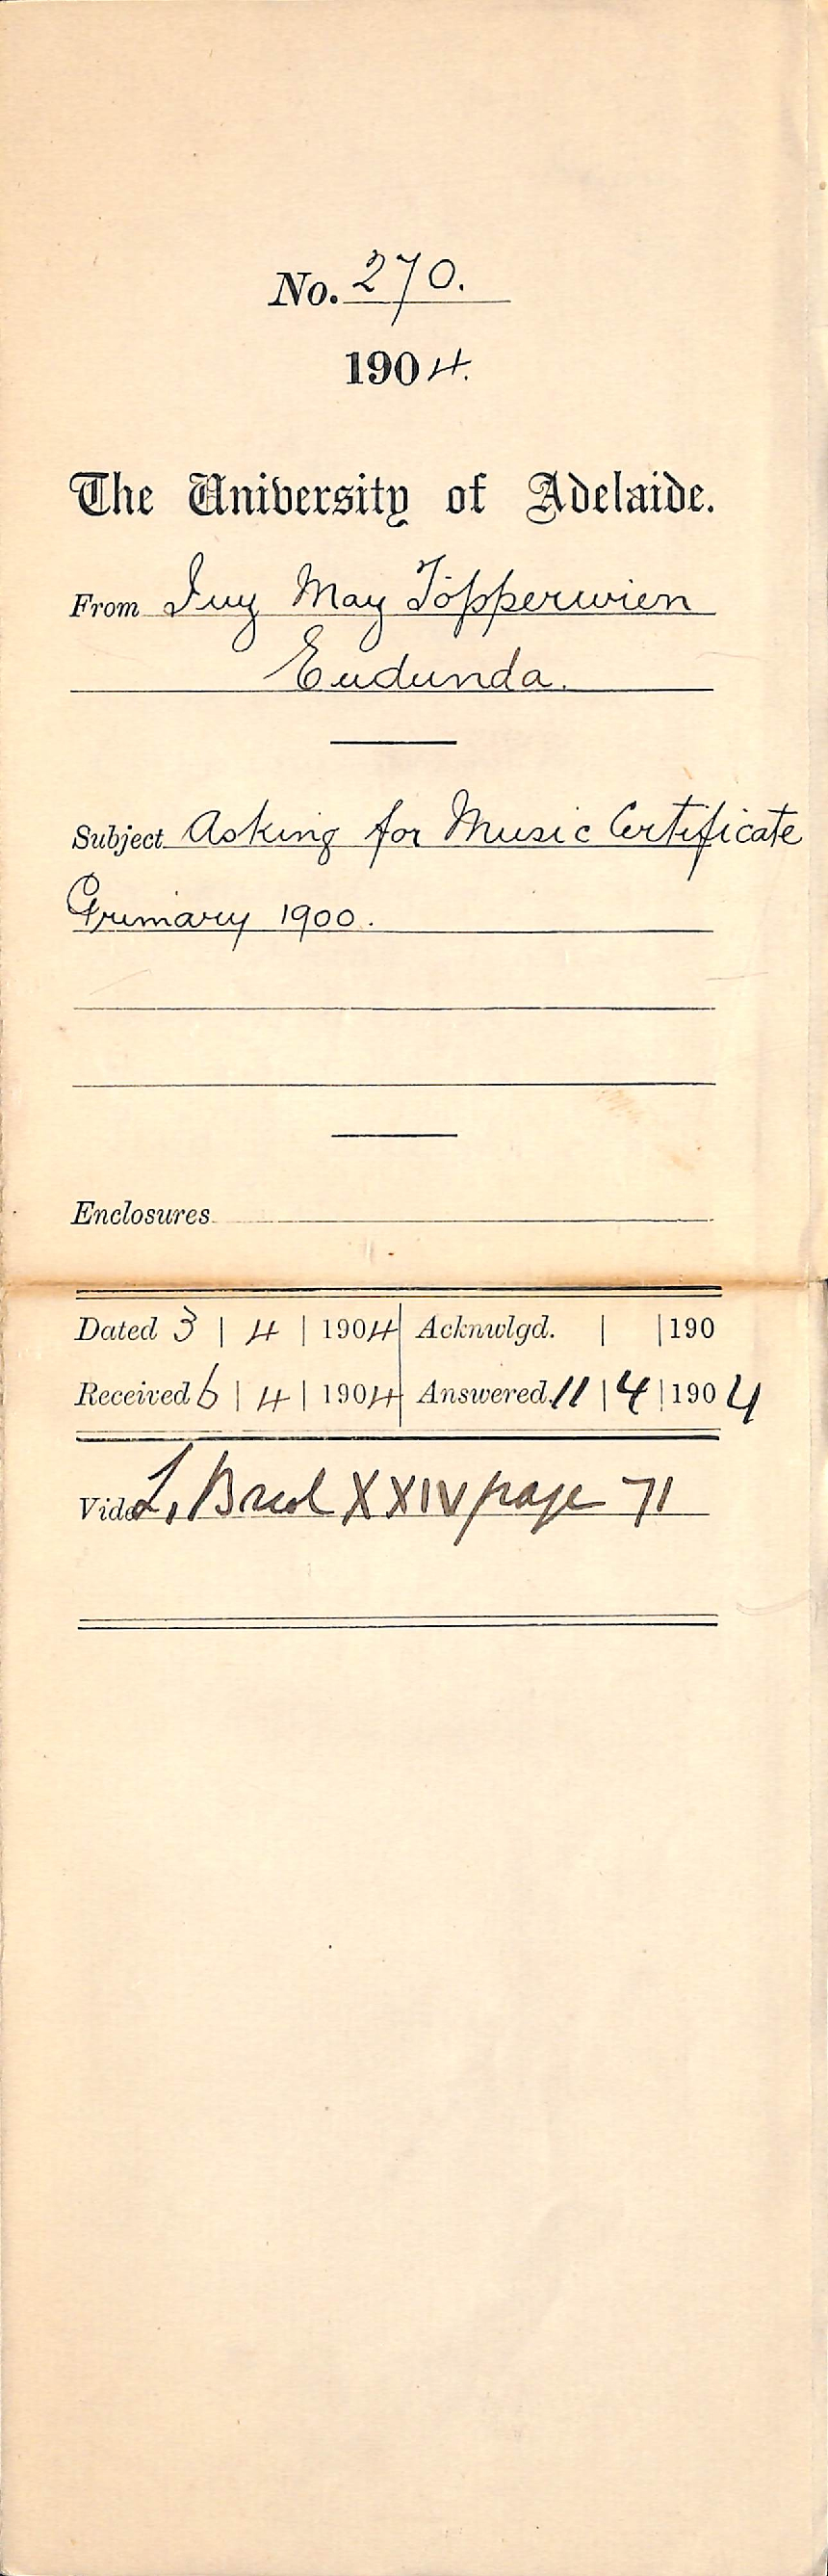 No. 270.
1904.
The University of Adelaide.
From Ivy May Töpperwien
Eudunda.
Subject Asking for Music Certificate
Primary 1900.
Enclosures
Dated 3 | 4 | 1904 Acknwlgd. | | 190
Received 6 | 4 | 1904 Answered. 11 | 4 | 1904
Vide L. XXIV page 71